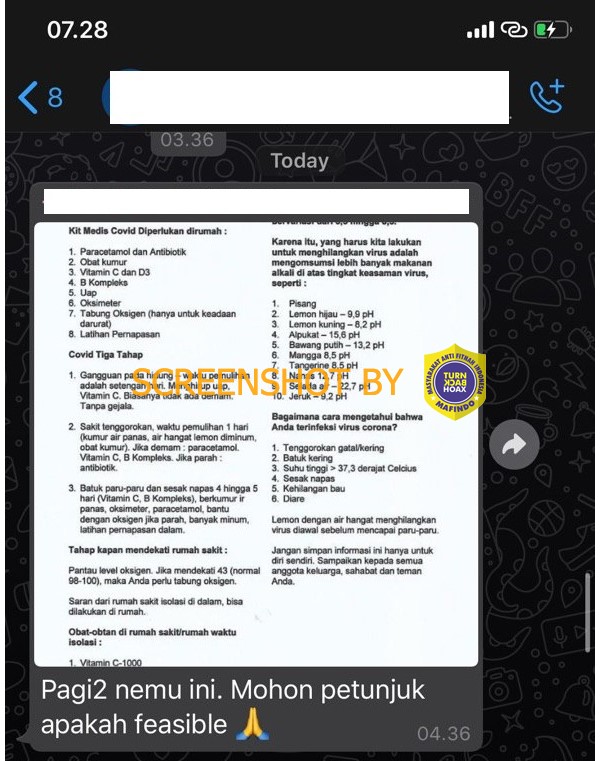 07.28
8
03.36
Today
Kit Medis Covid Diperlukan dirumah :
1. Paracetamol dan Antibiotik
2. Obat kumur
3. Vitamin C dan D3
4. B Kompleks
5. Uap
6. Oksimeter
7. Tabung Oksigen (hanya untuk keadaan
darurat)
8. Latihan Pernapasan
Covid Tiga Tahap
1. Gangguan pada hidung – waktu pemulihan
adalah setengah hari. Menghirup uap.
Vitamin C. Biasanya tidak ada demam.
Tanpa gejala.
2. Sakit tenggorokan, waktu pemulihan 1 hari
(kumur air panas, air hangat lemon diminum,
obat kumur). Jika demam : paracetamol.
Vitamin C, B Kompleks. Jika parah :
antibiotik.
3. Batuk paru-paru dan sesak napas 4 hingga 5
hari (Vitamin C, B Kompleks), berkumur ir
panas, oksimeter, paracetamol, bantu
dengan oksigen jika parah, banyak minum,
latihan pernapasan dalam.
Tahap kapan mendekati rumah sakit :
Pantau level oksigen. Jika mendekati 43 (normal
98-100), maka Anda perlu tabung oksigen.
Saran dari rumah sakit isolasi di dalam, bisa
dilakukan di rumah.
Obat-obtan di rumah sakit/rumah waktu
isolasi :
1. Vitamin C-1000
Karena itu, yang harus kita lakukan
untuk menghilangkan virus adalah
mengomsumsi lebih banyak makanan
alkali di atas tingkat keasaman virus,
seperti :
1. Pisang
2. Lemon hijau – 9,9 pH
3. Lemon kuning – 8,2 pH
4. Alpukat – 15,6 pH
5. Bawang putih – 13,2 pH
6. Mangga 8,5 pH
7. Tangerine 8,5 pH
8. 12,7 pH
9. 22,7 pH
10. Jeruk – 9,2 pH
Bagaimana cara mengetahui bahwa
Anda terinfeksi virus corona?
1. Tenggorokan gatal/kering
2. Batuk kering
3. Suhu tinggi > 37,3 derajat Celcius
4. Sesak napas
5. Kehilangan bau
6. Diare
Lemon dengan air hangat menghilangkan
virus diawal sebelum mencapai paru-paru.
Jangan simpan informasi ini hanya untuk
diri sendiri. Sampaikan kepada semua
anggota keluarga, sahabat dan teman
Anda.
SCREENSHOT BY
MASYARAKAT ANTI FITNAH INDONESIA
TURN
BACK
HOAX
MAFINDO
Pagi2 nemu ini. Mohon petunjuk
apakah feasible 🙏
04.36